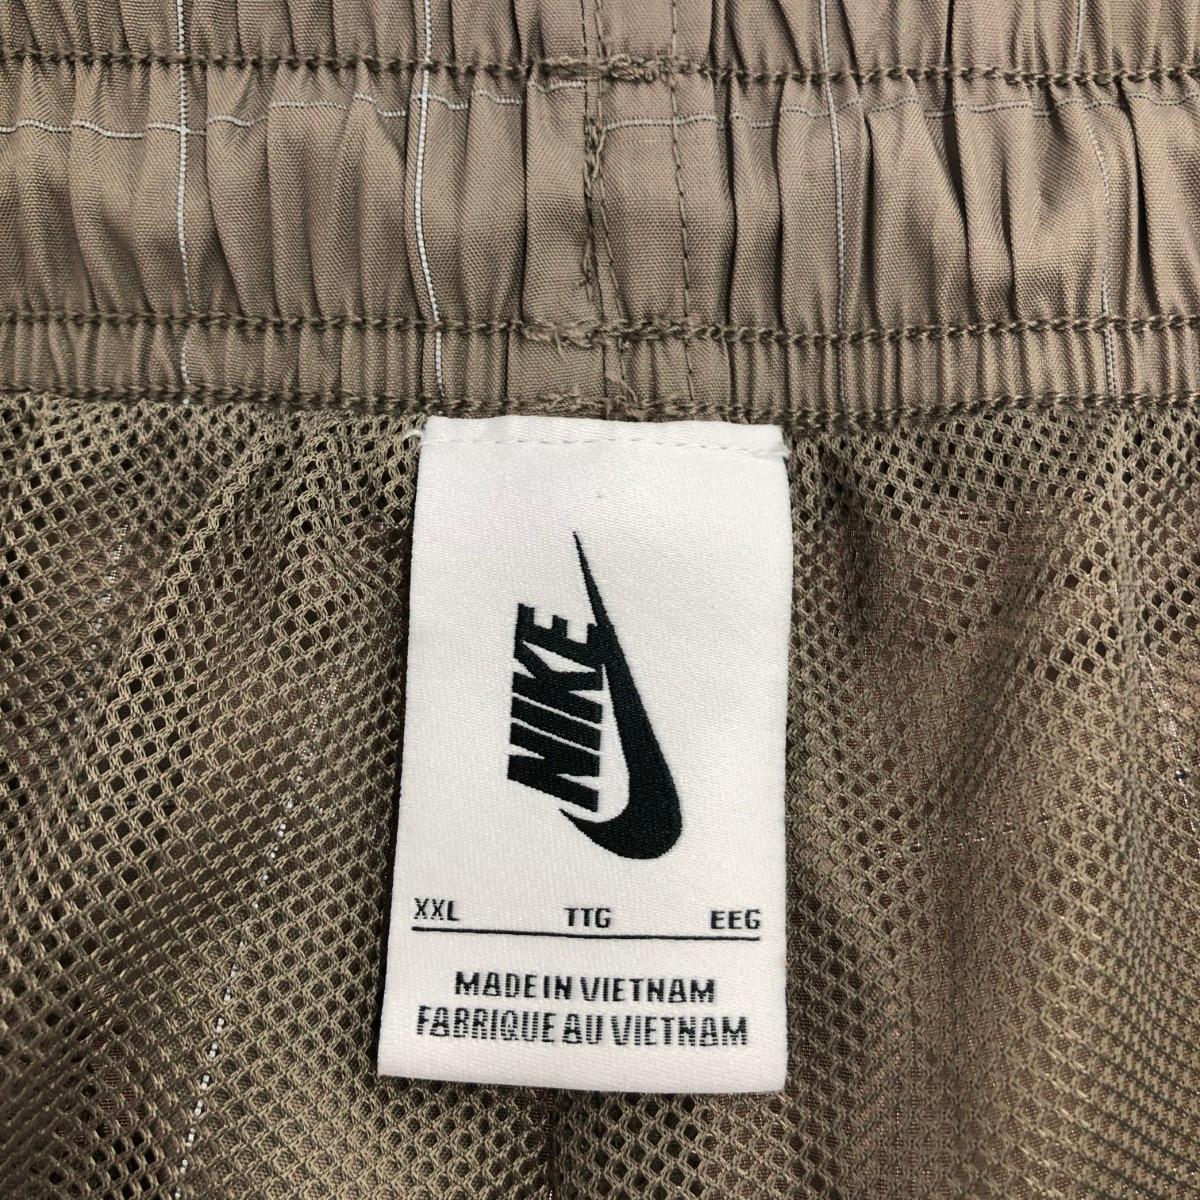 NIKE
XXL TTG EEG
MADE IN VIETNAM
FABRIQUE AU VIETNAM